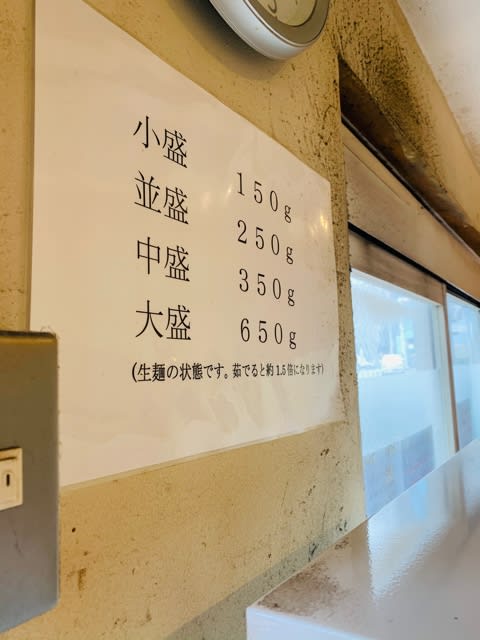 小盛 150g
並盛 250g
中盛 350g
大盛 650g
(生麺の状態です。茹でると約1.5倍になります)